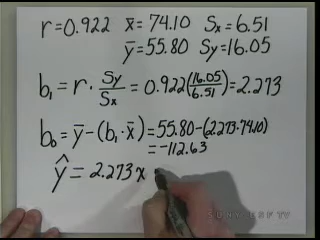 r=0.922 x̄=74.10 Sx=6.51
ȳ=55.80 Sy=16.05
b₁=r·Sy/Sx=0.922(16.05/6.51)=2.273
b₀=ȳ-(b₁·x̄)=55.80-(2.273·74.10)
=-112.63
ŷ=2.273x